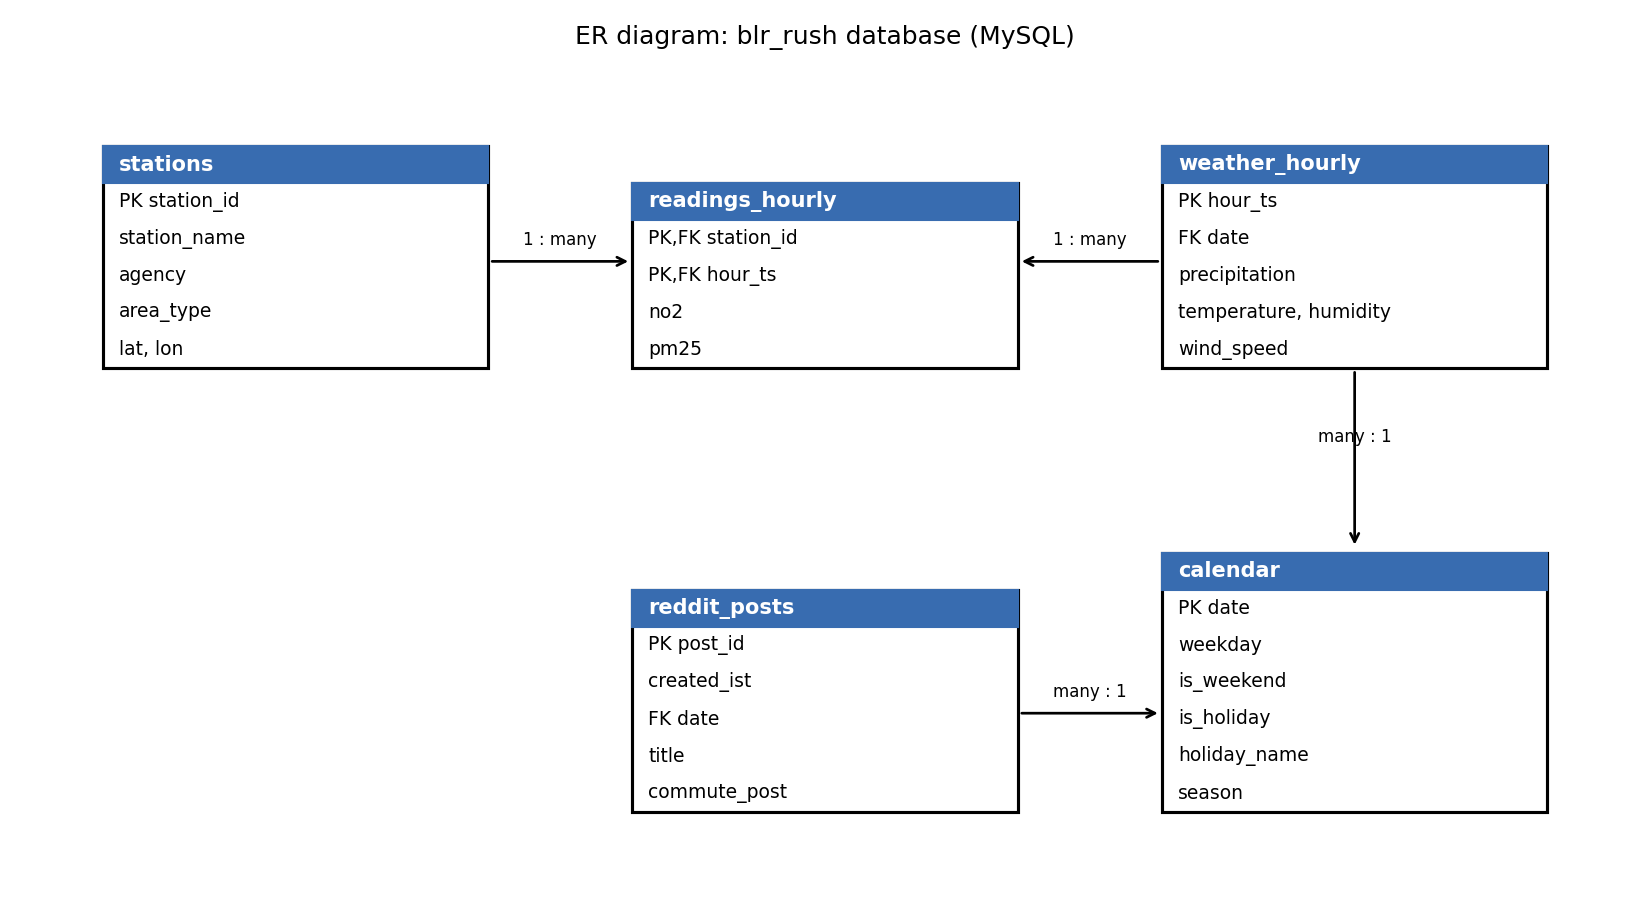 ER diagram: blr_rush database (MySQL)
stations
PK station_id
station_name
agency
area_type
lat, lon
1 : many
readings_hourly
PK,FK station_id
PK,FK hour_ts
no2
pm25
1 : many
weather_hourly
PK hour_ts
FK date
precipitation
temperature, humidity
wind_speed
many : 1
reddit_posts
PK post_id
created_ist
FK date
title
commute_post
many : 1
calendar
PK date
weekday
is_weekend
is_holiday
holiday_name
season